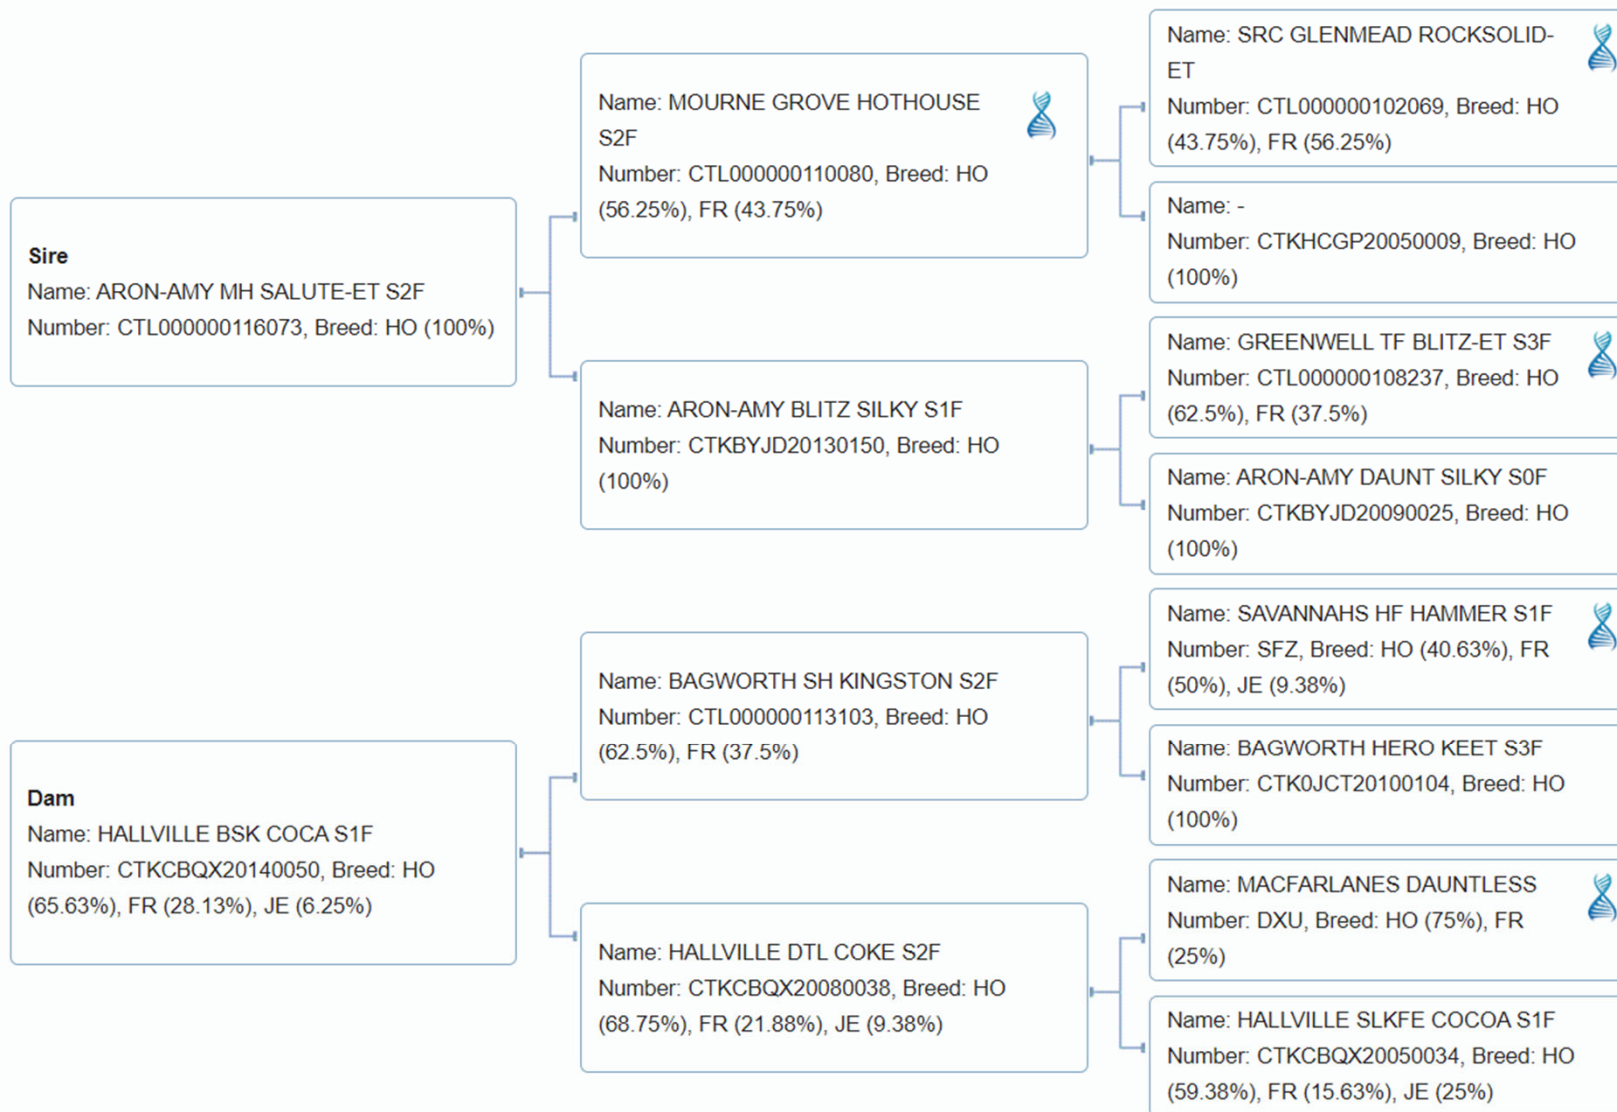 Sire
Name: ARON-AMY MH SALUTE-ET S2F
Number: CTL000000116073, Breed: HO (100%)
Dam
Name: HALLVILLE BSK COCA S1F
Number: CTKCBQX20140050, Breed: HO
(65.63%), FR (28.13%), JE (6.25%)
Name: MOURNE GROVE HOTHOUSE
S2F
Number: CTL000000110080, Breed: HO
(56.25%), FR (43.75%)
Name: ARON-AMY BLITZ SILKY S1F
Number: CTKBYJD20130150, Breed: HO
(100%)
Name: BAGWORTH SH KINGSTON S2F
Number: CTL000000113103, Breed: HO
(62.5%), FR (37.5%)
Name: HALLVILLE DTL COKE S2F
Number: CTKCBQX20080038, Breed: HO
(68.75%), FR (21.88%), JE (9.38%)
Name: SRC GLENMEAD ROCKSOLID-
ET
Number: CTL000000102069, Breed: HO
(43.75%), FR (56.25%)
Name: -
Number: CTKHCGP20050009, Breed: HO
(100%)
Name: GREENWELL TF BLITZ-ET S3F
Number: CTL000000108237, Breed: HO
(62.5%), FR (37.5%)
Name: ARON-AMY DAUNT SILKY S0F
Number: CTKBYJD20090025, Breed: HO
(100%)
Name: SAVANNAHS HF HAMMER S1F
Number: SFZ, Breed: HO (40.63%), FR
(50%), JE (9.38%)
Name: BAGWORTH HERO KEET S3F
Number: CTK0JCT20100104, Breed: HO
(100%)
Name: MACFARLANES DAUNTLESS
Number: DXU, Breed: HO (75%), FR
(25%)
Name: HALLVILLE SLKFE COCOA S1F
Number: CTKCBQX20050034, Breed: HO
(59.38%), FR (15.63%), JE (25%)